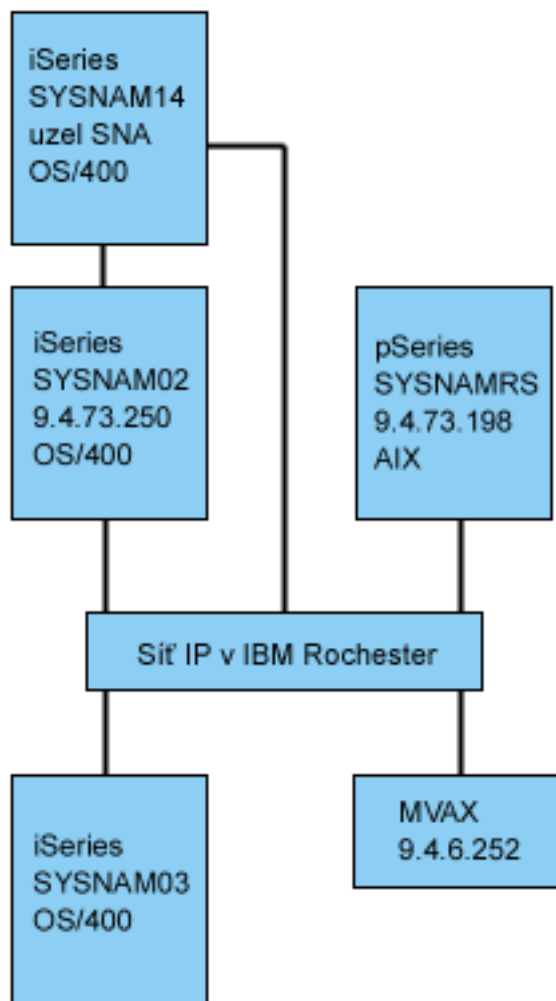 iSeries
SYSNAM14
uzel SNA
OS/400
iSeries
SYSNAM02
9.4.73.250
OS/400
pSeries
SYSNAMRS
9.4.73.198
AIX
Síť IP v IBM Rochester
iSeries
SYSNAM03
OS/400
MVAX
9.4.6.252